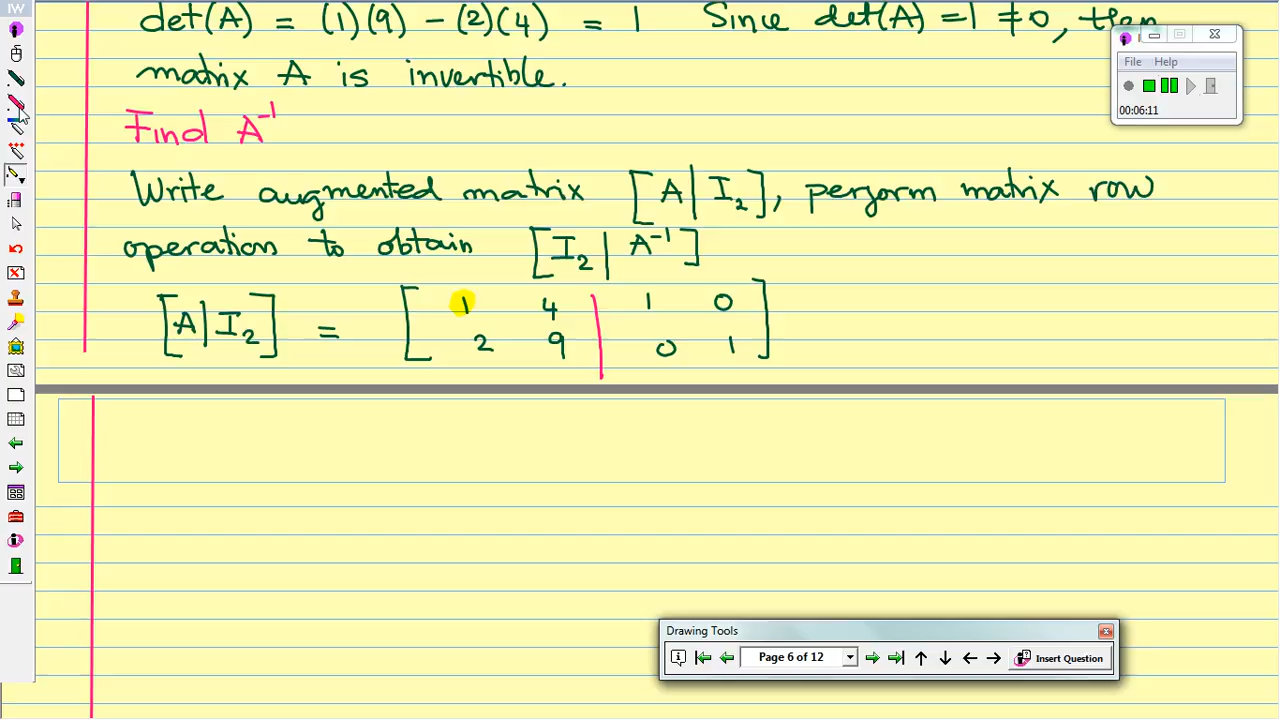 IW
det(A) = (1)(9) - (2)(4) = 1 Since det(A) = 1 ≠ 0, then
matrix A is invertible.
File Help
00:06:11
Find A⁻¹
Write augmented matrix [A | I₂], perform matrix row
operation to obtain [I₂ | A⁻¹]
[A | I₂] = [ 1 4 | 1 0
2 9 | 0 1 ]
Drawing Tools
Page 6 of 12 Insert Question